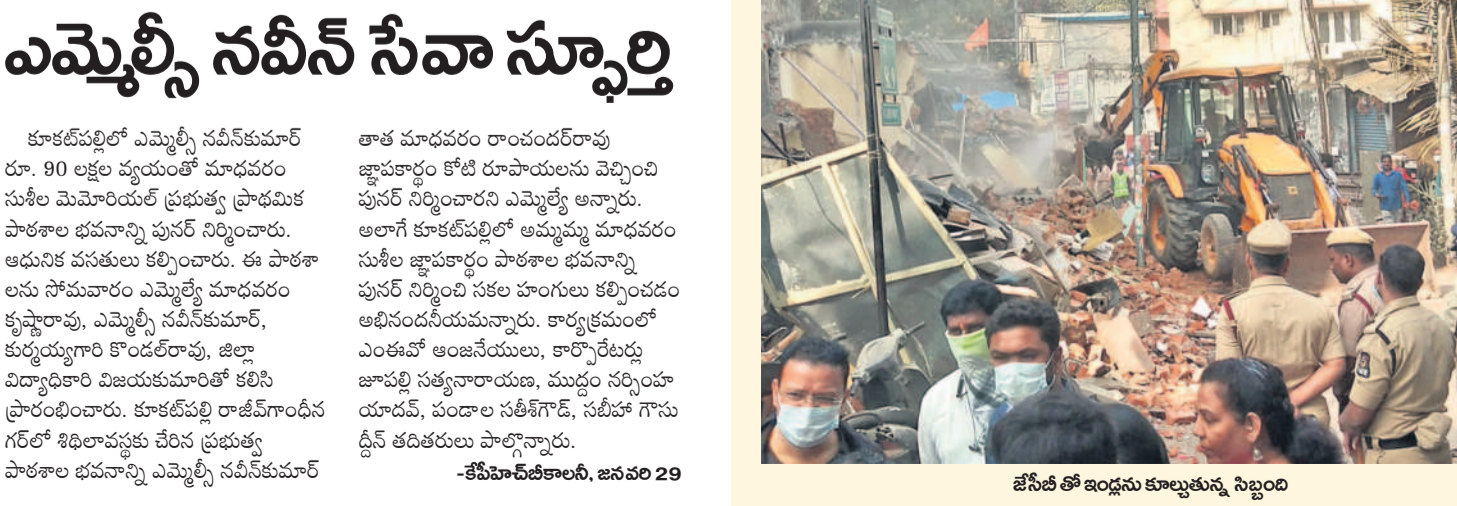 ఎమ్మెల్సీ నవీన్ సేవా స్ఫూర్తి
కూకట్‌పల్లిలో ఎమ్మెల్సీ నవీన్‌కుమార్
రూ. 90 లక్షల వ్యయంతో మాధవరం
సుశీల మెమోరియల్ ప్రభుత్వ ప్రాథమిక
పాఠశాల భవనాన్ని పునర్ నిర్మించారు.
ఆధునిక వసతులు కల్పించారు. ఈ పాఠశా
లను సోమవారం ఎమ్మెల్యే మాధవరం
కృష్ణారావు, ఎమ్మెల్సీ నవీన్‌కుమార్,
కుర్మయ్యగారి కొండల్‌రావు, జిల్లా
విద్యాధికారి విజయకుమారితో కలిసి
ప్రారంభించారు. కూకట్‌పల్లి రాజీవ్‌గాంధీన
గర్‌లో శిథిలావస్థకు చేరిన ప్రభుత్వ
పాఠశాల భవనాన్ని ఎమ్మెల్సీ నవీన్‌కుమార్
తాత మాధవరం రాంచందర్‌రావు
జ్ఞాపకార్థం కోటి రూపాయలను వెచ్చించి
పునర్ నిర్మించారని ఎమ్మెల్యే అన్నారు.
అలాగే కూకట్‌పల్లిలో అమ్మమ్మ మాధవరం
సుశీల జ్ఞాపకార్థం పాఠశాల భవనాన్ని
పునర్ నిర్మించి సకల హంగులు కల్పించడం
అభినందనీయమన్నారు. కార్యక్రమంలో
ఎంఈవో ఆంజనేయులు, కార్పొరేటర్లు
జూపల్లి సత్యనారాయణ, ముద్దం నర్సింహ
యాదవ్, పండాల సతీశ్‌గౌడ్, సబీహా గౌసు
ద్దీన్ తదితరులు పాల్గొన్నారు.
-కేపీహెచ్‌బీకాలనీ, జనవరి 29
జేసీబీ తో ఇండ్లను కూల్చుతున్న సిబ్బంది